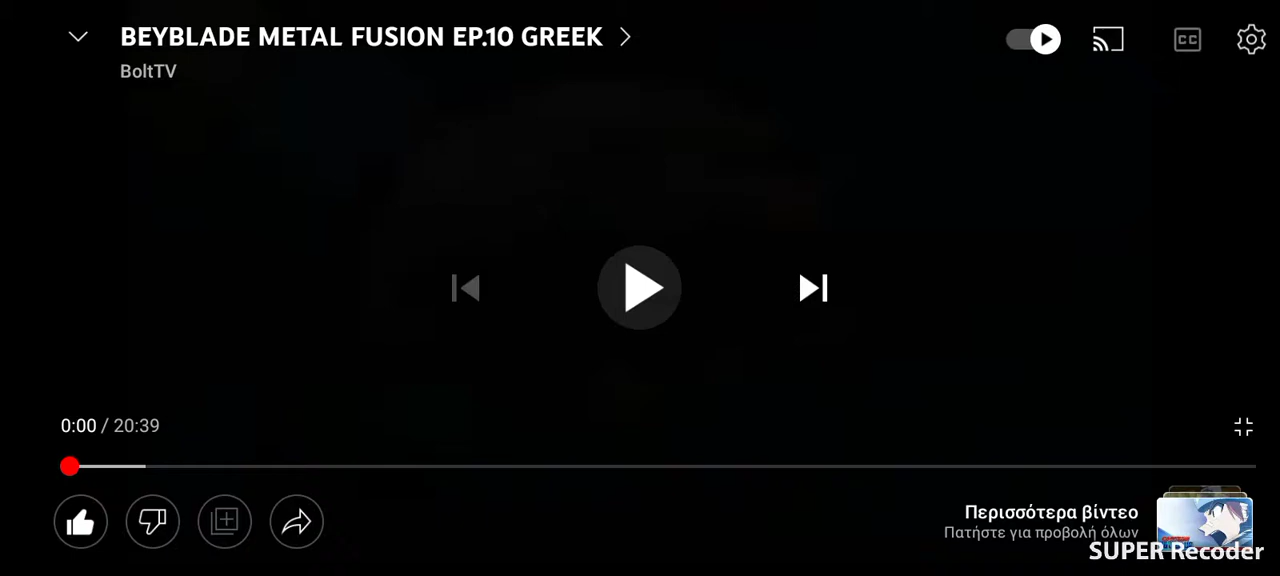 BEYBLADE METAL FUSION EP.10 GREEK
BoltTV
CC
0:00 / 20:39
Περισσότερα βίντεο
Πατήστε για προβολή όλων
SUPER Recoder